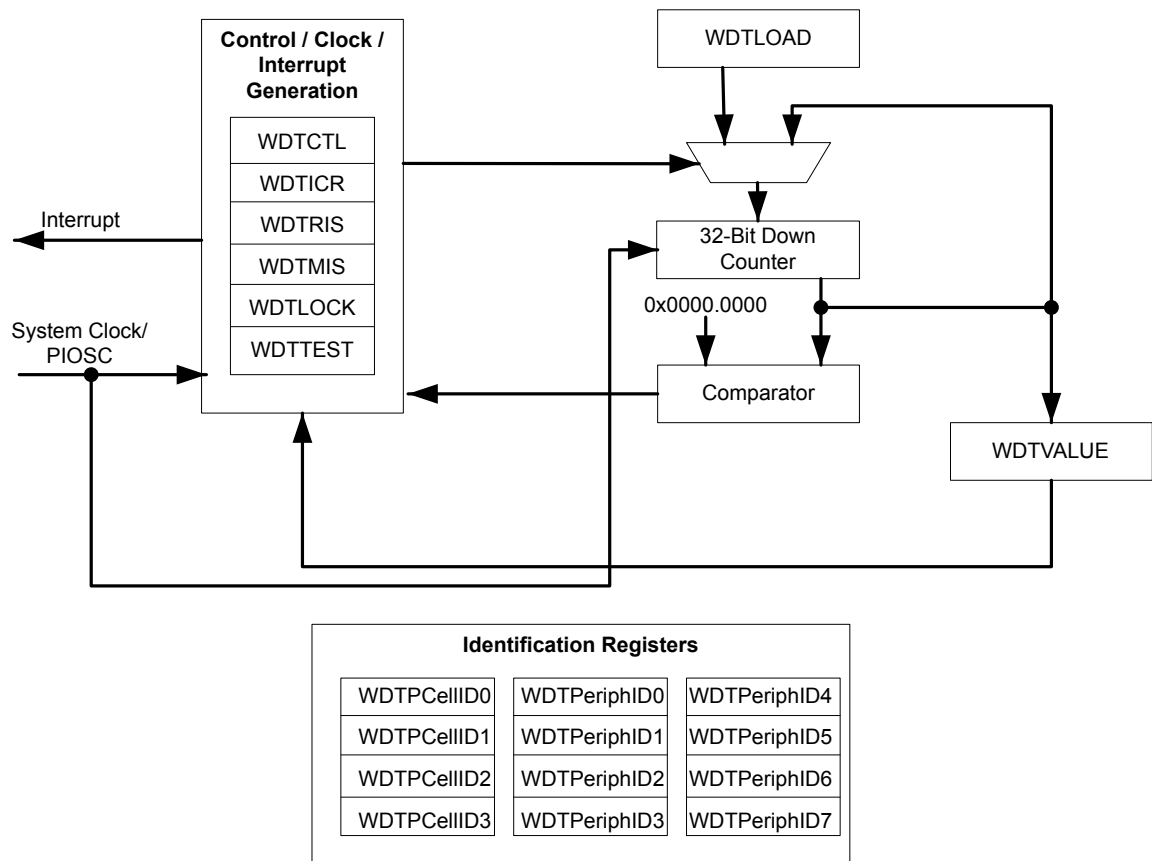 Control / Clock /
Interrupt
Generation
WDTCTL
WDTICR
WDTRIS
WDTMIS
WDTLOCK
WDTTEST
Interrupt
System Clock/
PIOSC
WDTLOAD
32-Bit Down
Counter
0x0000.0000
Comparator
WDTVALUE
Identification Registers
WDTPCellID0 WDTPeriphID0 WDTPeriphID4
WDTPCellID1 WDTPeriphID1 WDTPeriphID5
WDTPCellID2 WDTPeriphID2 WDTPeriphID6
WDTPCellID3 WDTPeriphID3 WDTPeriphID7